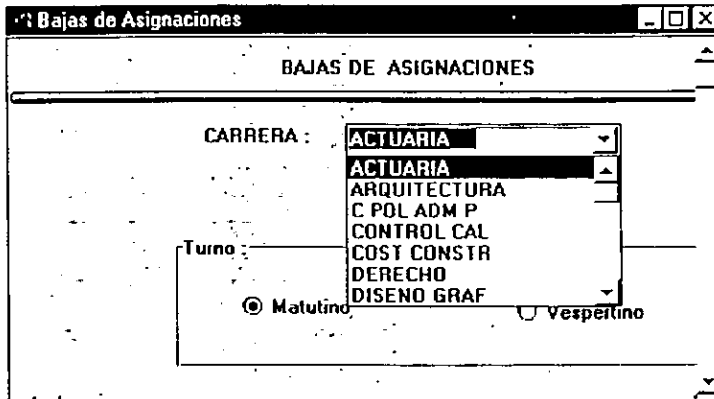 Bajas de Asignaciones
BAJAS DE ASIGNACIONES
CARRERA : ACTUARIA
ACTUARIA
ARQUITECTURA
C POL ADM P
CONTROL CAL
COST CONSTR
DERECHO
DISENO GRAF
Turno :
Matutino
Vespertino